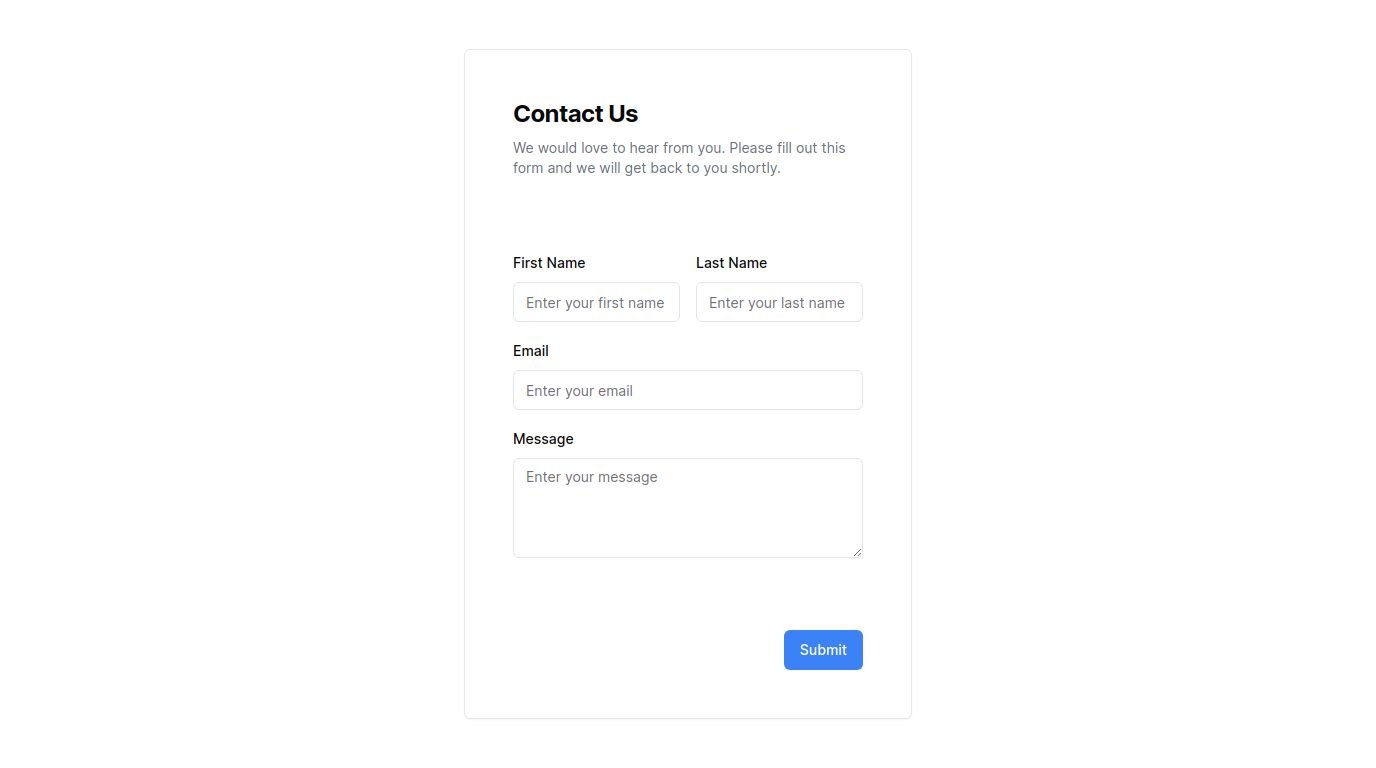 Contact Us
We would love to hear from you. Please fill out this
form and we will get back to you shortly.
First Name
Last Name
Enter your first name
Enter your last name
Email
Enter your email
Message
Enter your message
Submit